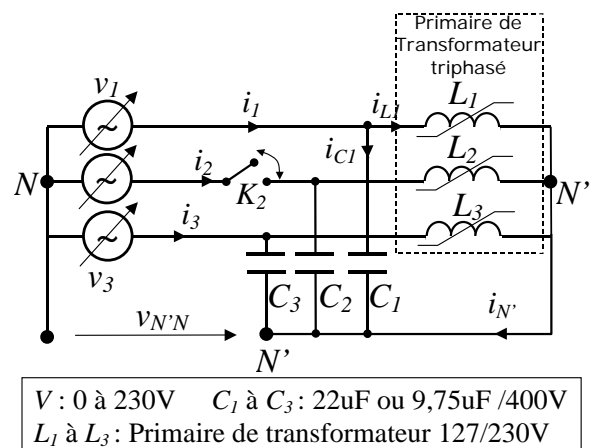 Primaire de
Transformateur
triphasé
v1
i1
iL1
L1
iC1
L2
N
i2
K2
N'
L3
i3
v3
C3 C2 C1
vN'N
iN'
N'
V : 0 à 230V C1 à C3 : 22uF ou 9,75uF /400V
L1 à L3 : Primaire de transformateur 127/230V